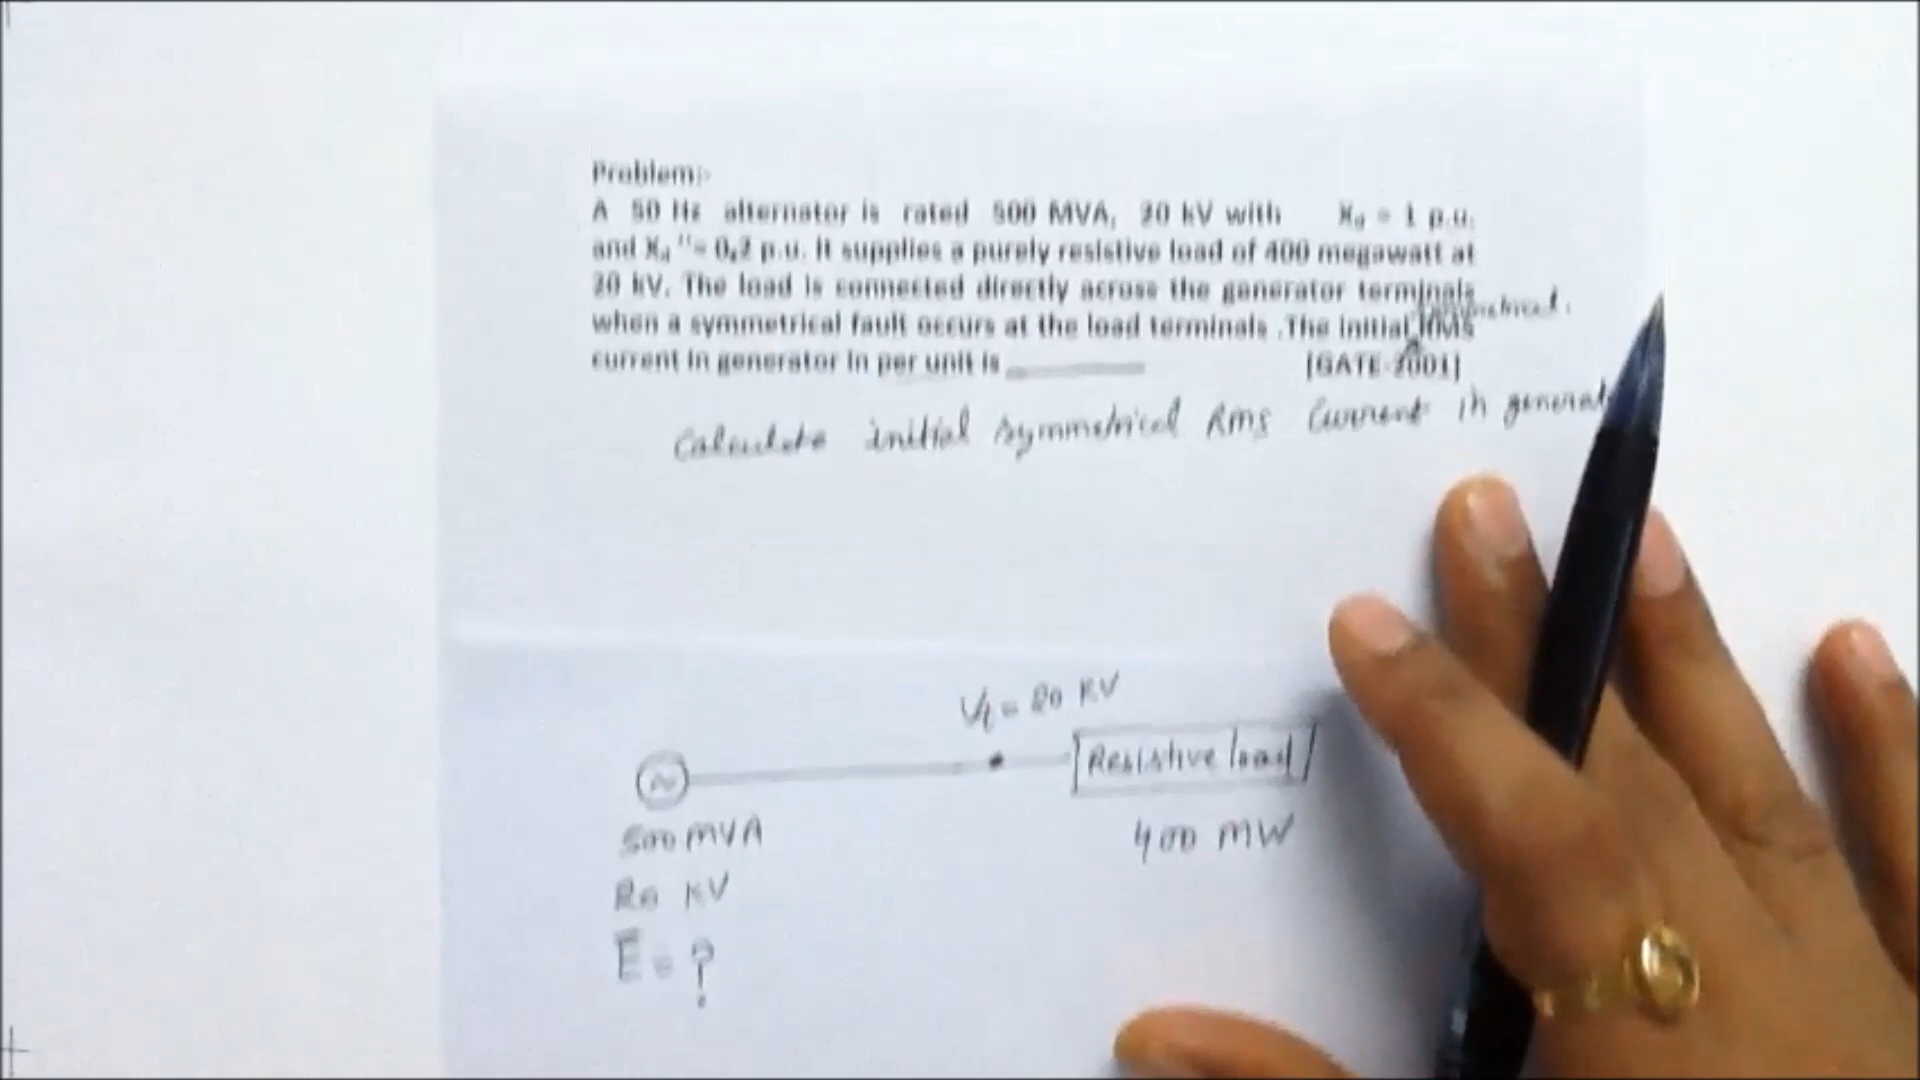 Problem:-
A 50 Hz alternator is rated 500 MVA, 20 kV with Xd = 1 p.u.
and Xd ''= 0.2 p.u. It supplies a purely resistive load of 400 megawatt at
20 kV. The load is connected directly across the generator terminals
symmetrical.
when a symmetrical fault occurs at the load terminals .The initial RMS
current in generator in per unit is ________ [GATE-2001]
Calculate initial symmetrical RMS Current in generat
Vt = 20 KV
Resistive load
500 MVA
400 MW
20 KV
E = ?